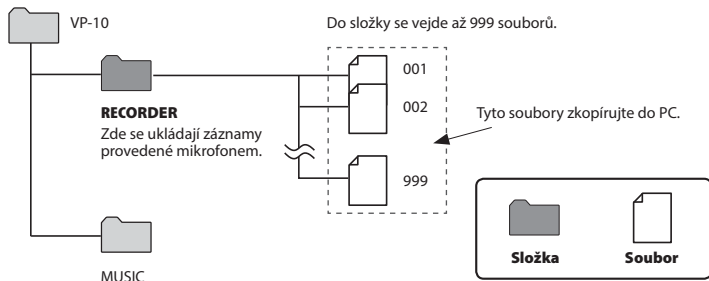 VP-10
Do složky se vejde až 999 souborů.
001
002
RECORDER
Zde se ukládají záznamy
provedené mikrofonem.
Tyto soubory zkopírujte do PC.
999
Složka
Soubor
MUSIC